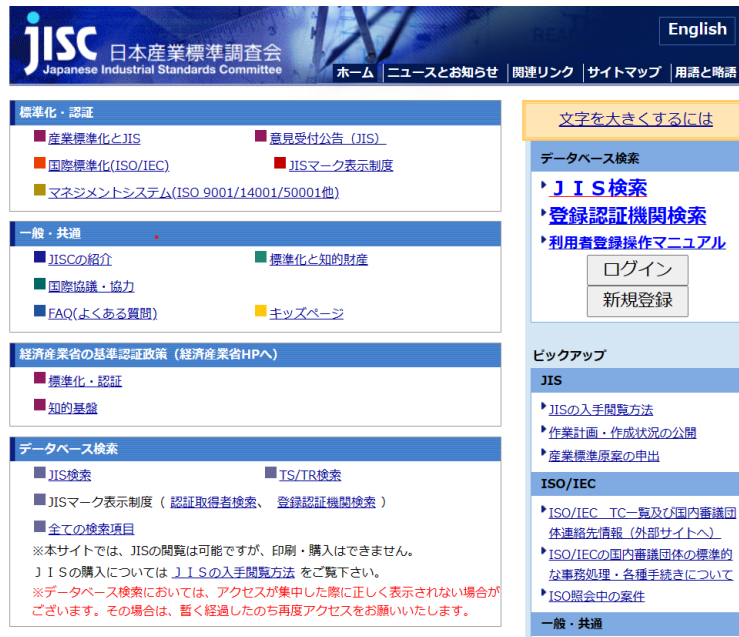 English
JISC 日本産業標準調査会
Japanese Industrial Standards Committee
ホーム ニュースとお知らせ 関連リンク サイトマップ 用語と略語
標準化・認証
産業標準化とJIS 意見受付公告（JIS）
国際標準化(ISO/IEC) JISマーク表示制度
マネジメントシステム(ISO 9001/14001/50001他)
一般・共通
JISCの紹介 標準化と知的財産
国際協議・協力
FAQ(よくある質問) キッズページ
経済産業省の基準認証政策（経済産業省HPへ）
標準化・認証
知的基盤
データベース検索
JIS検索 TS/TR検索
JISマーク表示制度（ 認証取得者検索、 登録認証機関検索 ）
全ての検索項目
※本サイトでは、JISの閲覧は可能ですが、印刷・購入はできません。
ＪＩＳの購入については ＪＩＳの入手閲覧方法 をご覧下さい。
※データベース検索においては、アクセスが集中した際に正しく表示されない場合が
ございます。その場合は、暫く経過したのち再度アクセスをお願いいたします。
文字を大きくするには
データベース検索
ＪＩＳ検索
登録認証機関検索
利用者登録操作マニュアル
ログイン
新規登録
ピックアップ
JIS
JISの入手閲覧方法
作業計画・作成状況の公開
産業標準原案の申出
ISO/IEC
ISO/IEC　TC一覧及び国内審議団
体連絡先情報（外部サイトへ）
ISO/IECの国内審議団体の標準的
な事務処理・各種手続きについて
ISO照会中の案件
一般・共通